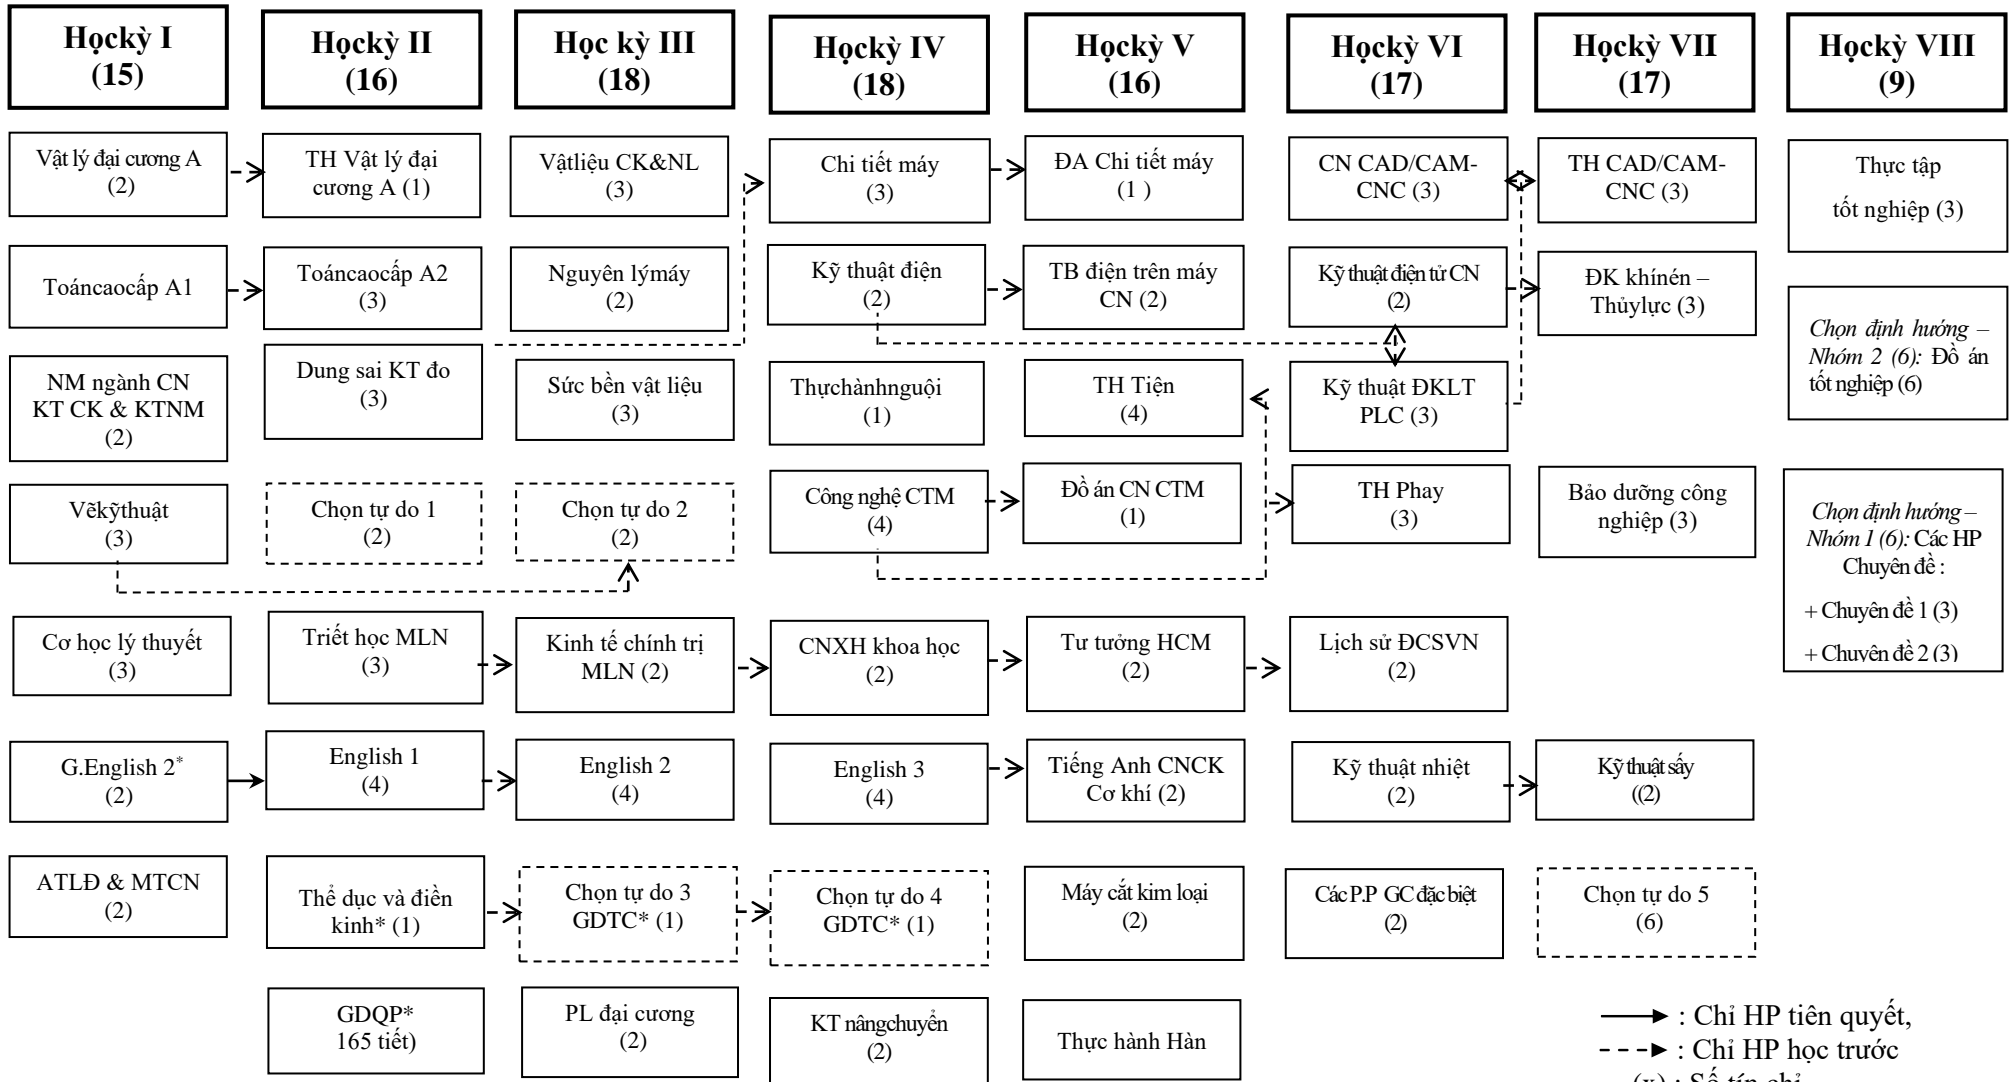 Họckỳ I
(15)
Họckỳ II
(16)
Học kỳ III
(18)
Họckỳ IV
(18)
Họckỳ V
(16)
Họckỳ VI
(17)
Họckỳ VII
(17)
Họckỳ VIII
(9)
Vật lý đại cương A
(2)
TH Vật lý đại
cương A (1)
Vậtliệu CK&NL
(3)
Chi tiết máy
(3)
ĐA Chi tiết máy
(1 )
CN CAD/CAM-
CNC (3)
TH CAD/CAM-
CNC (3)
Thực tập
tốt nghiệp (3)
Toáncaocấp A1
Toáncaocấp A2
(3)
Nguyên lýmáy
(2)
Kỹ thuật điện
(2)
TB điện trên máy
CN (2)
Kỹ thuật điện tử CN
(2)
ĐK khínén –
Thủylực (3)
Chọn định hướng –
Nhóm 2 (6): Đồ án
tốt nghiệp (6)
NM ngành CN
KT CK & KTNM
(2)
Dung sai KT đo
(3)
Sức bền vật liệu
(3)
Thựchànhnguội
(1)
TH Tiện
(4)
Kỹ thuật ĐKLT
PLC (3)
Vẽkỹthuật
(3)
Chọn tự do 1
(2)
Chọn tự do 2
(2)
Công nghệ CTM
(4)
Đồ án CN CTM
(1)
TH Phay
(3)
Bảo dưỡng công
nghiệp (3)
Chọn định hướng –
Nhóm 1 (6): Các HP
Chuyên đề :
+ Chuyên đề 1 (3)
+ Chuyên đề 2 (3)
Cơ học lý thuyết
(3)
Triết học MLN
(3)
Kinh tế chính trị
MLN (2)
CNXH khoa học
(2)
Tư tưởng HCM
(2)
Lịch sử ĐCSVN
(2)
G.English 2*
(2)
English 1
(4)
English 2
(4)
English 3
(4)
Tiếng Anh CNCK
Cơ khí (2)
Kỹ thuật nhiệt
(2)
Kỹ thuật sấy
((2)
ATLĐ & MTCN
(2)
Thể dục và điền
kinh* (1)
Chọn tự do 3
GDTC* (1)
Chọn tự do 4
GDTC* (1)
Máy cắt kim loại
(2)
Các P.P GC đặc biệt
(2)
Chọn tự do 5
(6)
GDQP*
165 tiết)
PL đại cương
(2)
KT nângchuyển
(2)
Thực hành Hàn
: Chỉ HP tiên quyết,
: Chỉ HP học trước
(x) : Số tín chỉ